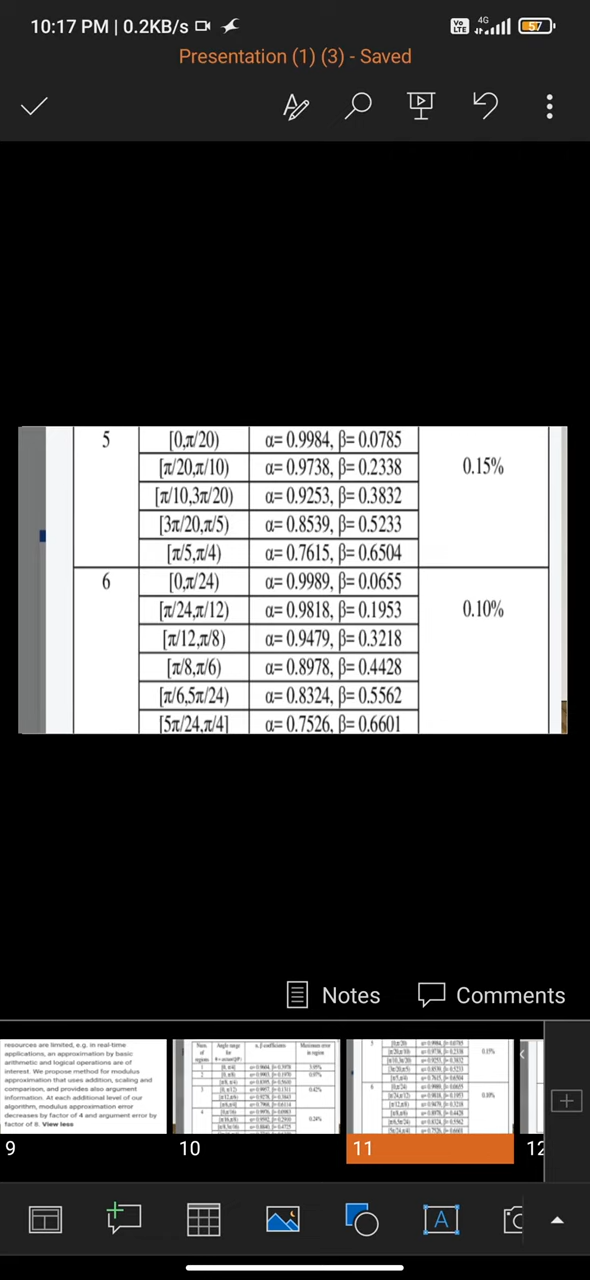 10:17 PM | 0.2KB/s
Vo LTE 4G 57
Presentation (1) (3) - Saved
5 [0,π/20) α= 0.9984, β= 0.0785
[π/20,π/10) α= 0.9738, β= 0.2338 0.15%
[π/10,3π/20) α= 0.9253, β= 0.3832
[3π/20,π/5) α= 0.8539, β= 0.5233
[π/5,π/4) α= 0.7615, β= 0.6504
6 [0,π/24) α= 0.9989, β= 0.0655
[π/24,π/12) α= 0.9818, β= 0.1953 0.10%
[π/12,π/8) α= 0.9479, β= 0.3218
[π/8,π/6) α= 0.8978, β= 0.4428
[π/6,5π/24) α= 0.8324, β= 0.5562
[5π/24,π/4] α= 0.7526, β= 0.6601
Notes Comments
resources are limited, e.g. in real-time
applications, an approximation by basic
arithmetic and logical operations are of
interest. We propose method for modulus
approximation that uses addition, scaling and
comparison, and provides also argument
information. At each additional level of our
algorithm, modulus approximation error
decreases by factor of 4 and argument error by
factor of 8. View less
9 10 11 12
A